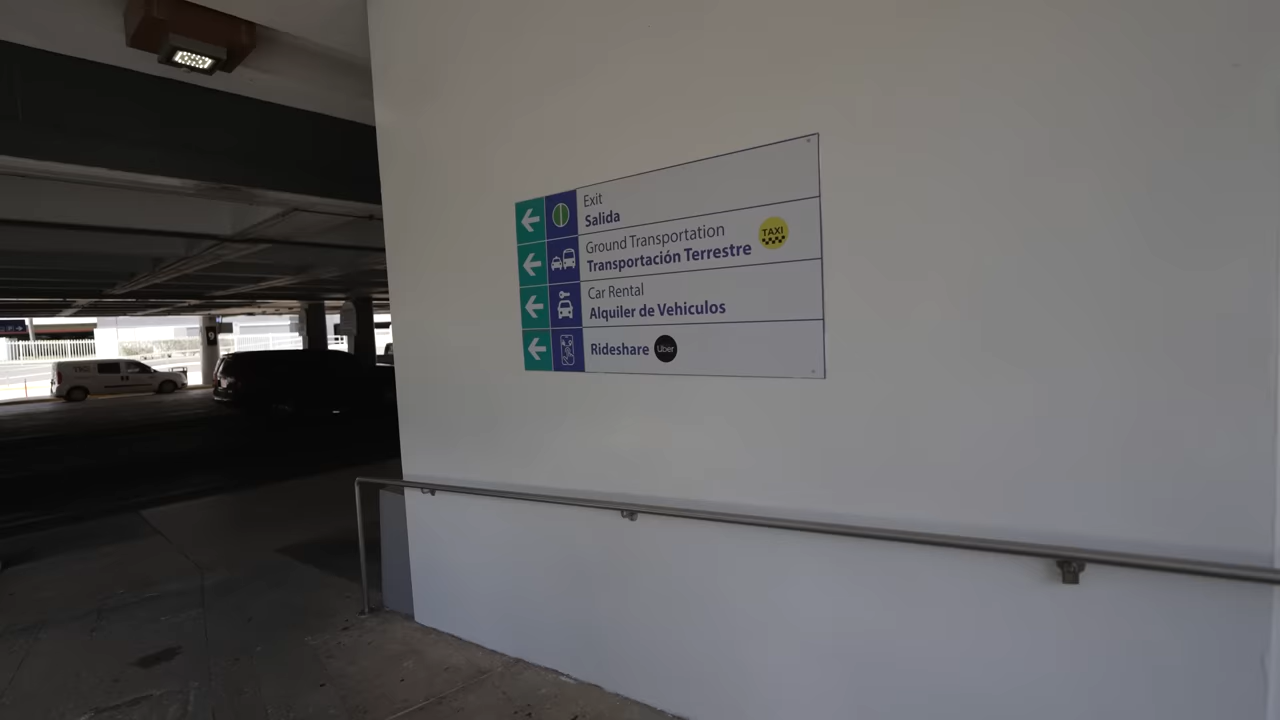 Exit
Salida
Ground Transportation
Transportación Terrestre
TAXI
Car Rental
Alquiler de Vehiculos
Rideshare Uber